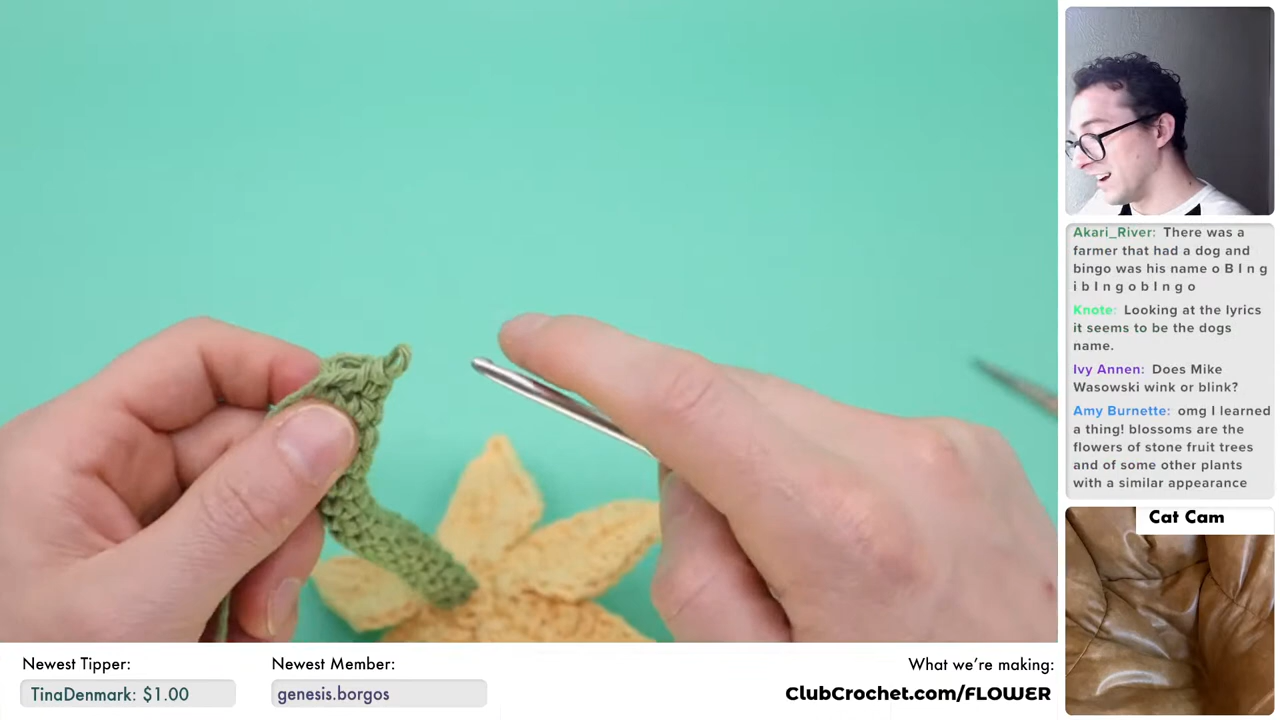 Akari_River: There was a
farmer that had a dog and
bingo was his name o B I n g
i b I n g o b I n g o
Knote: Looking at the lyrics
it seems to be the dogs
name.
Ivy Annen: Does Mike
Wasowski wink or blink?
Amy Burnette: omg I learned
a thing! blossoms are the
flowers of stone fruit trees
and of some other plants
with a similar appearance
Cat Cam
Newest Tipper:
TinaDenmark: $1.00
Newest Member:
genesis.borgos
What we're making:
ClubCrochet.com/FLOWER